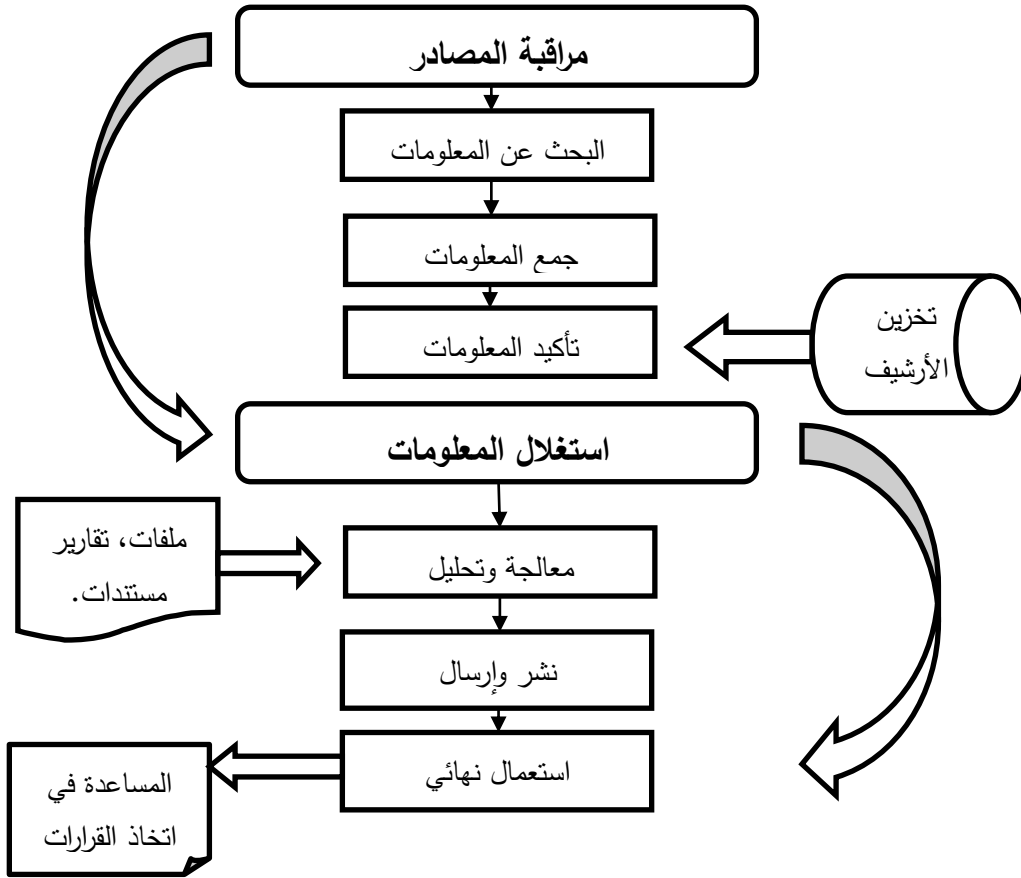 مراقبة المصادر
البحث عن المعلومات
جمع المعلومات
تأكيد المعلومات
تخزين
الأرشيف
استغلال المعلومات
ملفات، تقارير
مستندات.
معالجة وتحليل
نشر وإرسال
استعمال نهائي
المساعدة في
اتخاذ القرارات